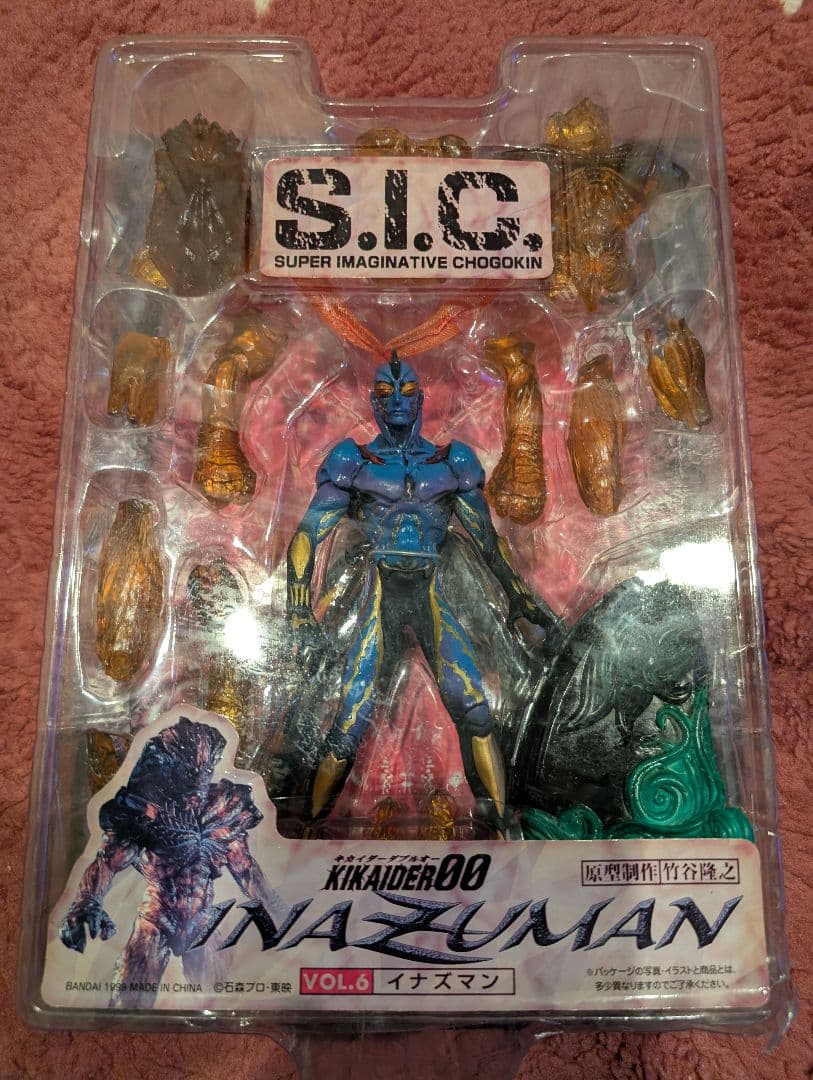 S.I.C.
SUPER IMAGINATIVE CHOGOKIN
キカイダーダブルオー
KIKAIDER00
原型制作 竹谷隆之
INAZUMAN
※パッケージの写真・イラストと商品とは、
多少異なりますのでご了承ください。
BANDAI 1999 MADE IN CHINA ©石森プロ・東映 VOL.6 イナズマン